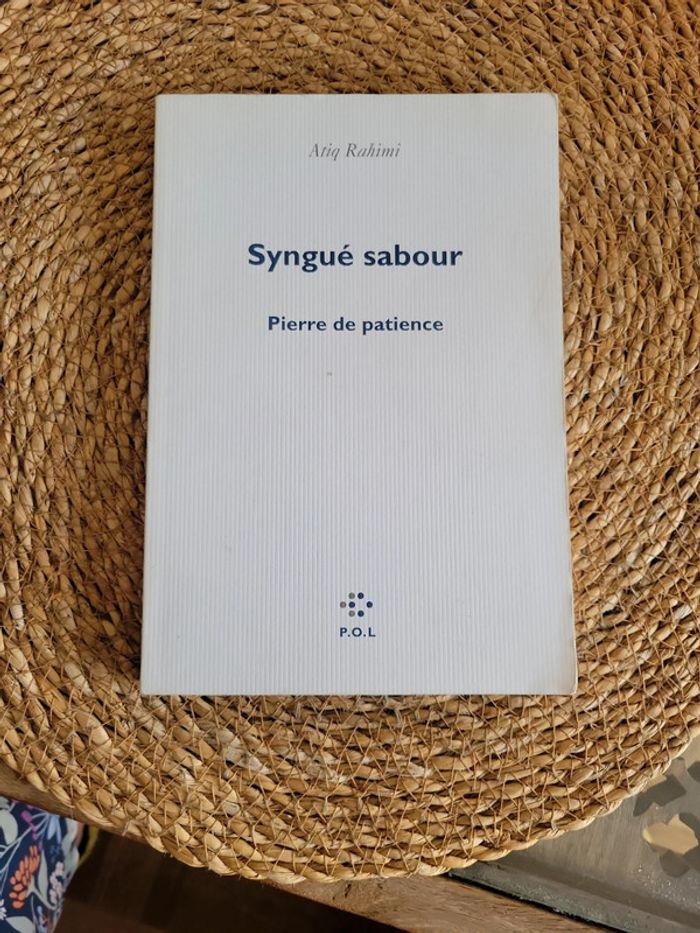 Atiq Rahimi
Syngué sabour
Pierre de patience
P.O.L